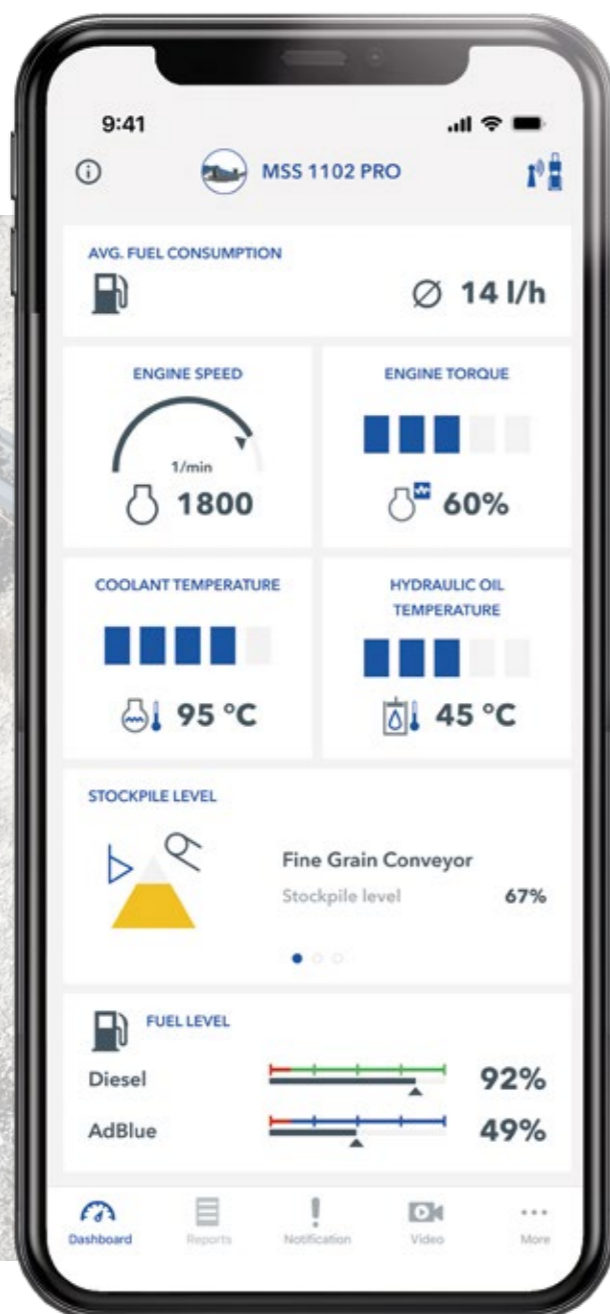 9:41
MSS 1102 PRO
AVG. FUEL CONSUMPTION
Ø 14 l/h
ENGINE SPEED
1/min
1800
ENGINE TORQUE
60%
COOLANT TEMPERATURE
95 °C
HYDRAULIC OIL
TEMPERATURE
45 °C
STOCKPILE LEVEL
Fine Grain Conveyor
Stockpile level 67%
FUEL LEVEL
Diesel 92%
AdBlue 49%
Dashboard Reports Notification Video More